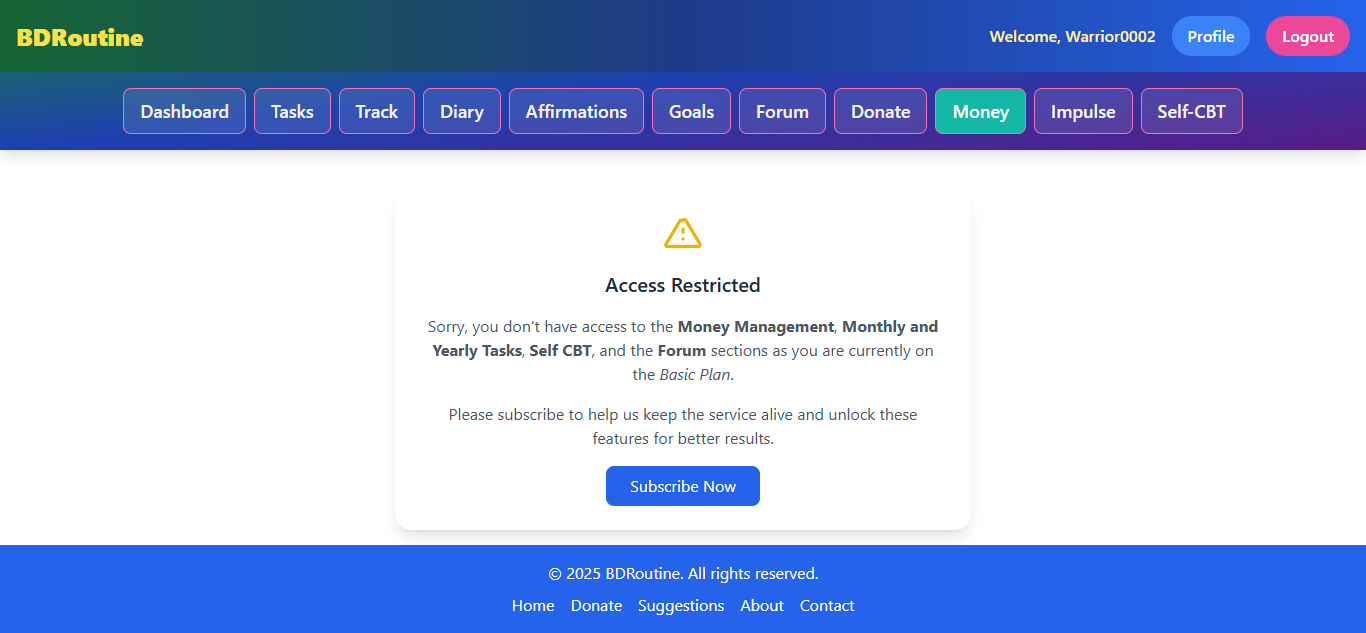 BDRoutine
Welcome, Warrior0002
Profile
Logout
Dashboard
Tasks
Track
Diary
Affirmations
Goals
Forum
Donate
Money
Impulse
Self-CBT
Access Restricted
Sorry, you don't have access to the Money Management, Monthly and
Yearly Tasks, Self CBT, and the Forum sections as you are currently on
the Basic Plan.
Please subscribe to help us keep the service alive and unlock these
features for better results.
Subscribe Now
© 2025 BDRoutine. All rights reserved.
Home
Donate
Suggestions
About
Contact